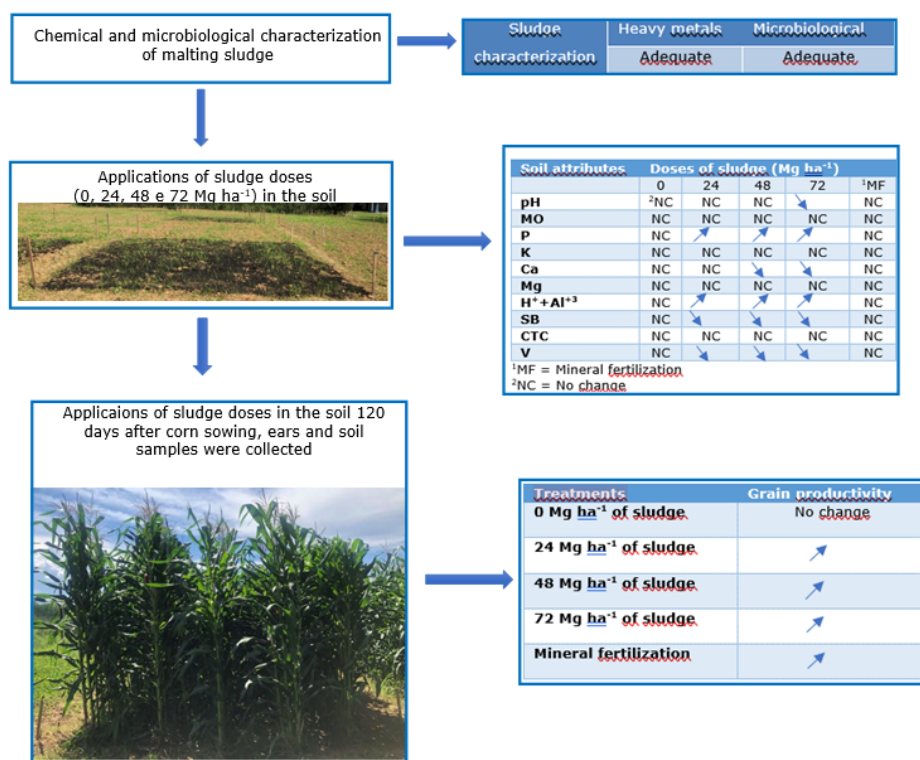 Chemical and microbiological characterization
of malting sludge
Sludge characterization Heavy metals Microbiological
Adequate Adequate
Applications of sludge doses
(0, 24, 48 e 72 Mg ha⁻¹) in the soil
Soil attributes Doses of sludge (Mg ha⁻¹)
0 24 48 72 ¹MF
pH ²NC NC NC NC
MO NC NC NC NC NC
P NC NC
K NC NC NC NC NC
Ca NC NC NC
Mg NC NC NC NC NC
H⁺+Al⁺³ NC NC
SB NC NC
CTC NC NC NC NC NC
V NC NC
¹MF = Mineral fertilization
²NC = No change
Applicaions of sludge doses in the soil 120
days after corn sowing, ears and soil
samples were collected
Treatments Grain productivity
0 Mg ha⁻¹ of sludge No change
24 Mg ha⁻¹ of sludge
48 Mg ha⁻¹ of sludge
72 Mg ha⁻¹ of sludge
Mineral fertilization